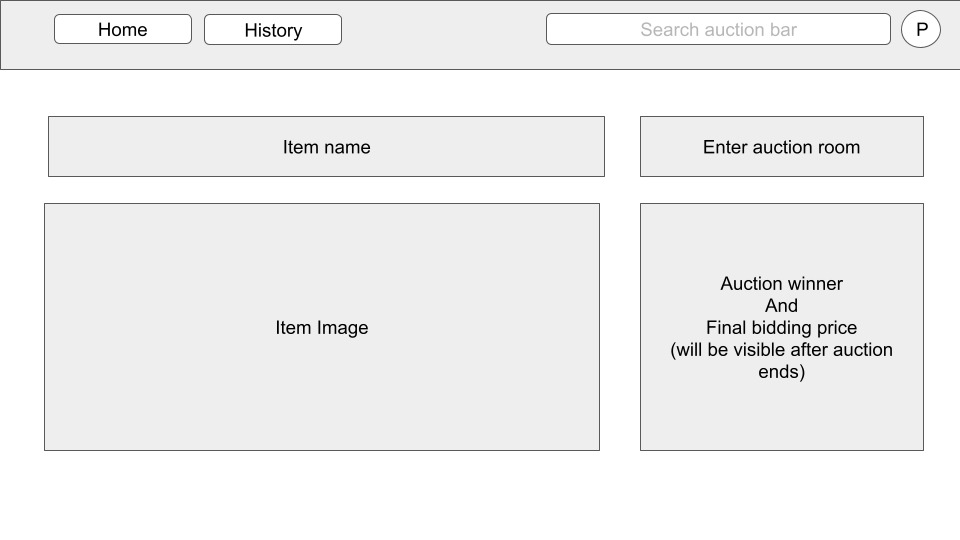 Home
History
Search auction bar
P
Item name
Enter auction room
Item Image
Auction winner
And
Final bidding price
(will be visible after auction
ends)